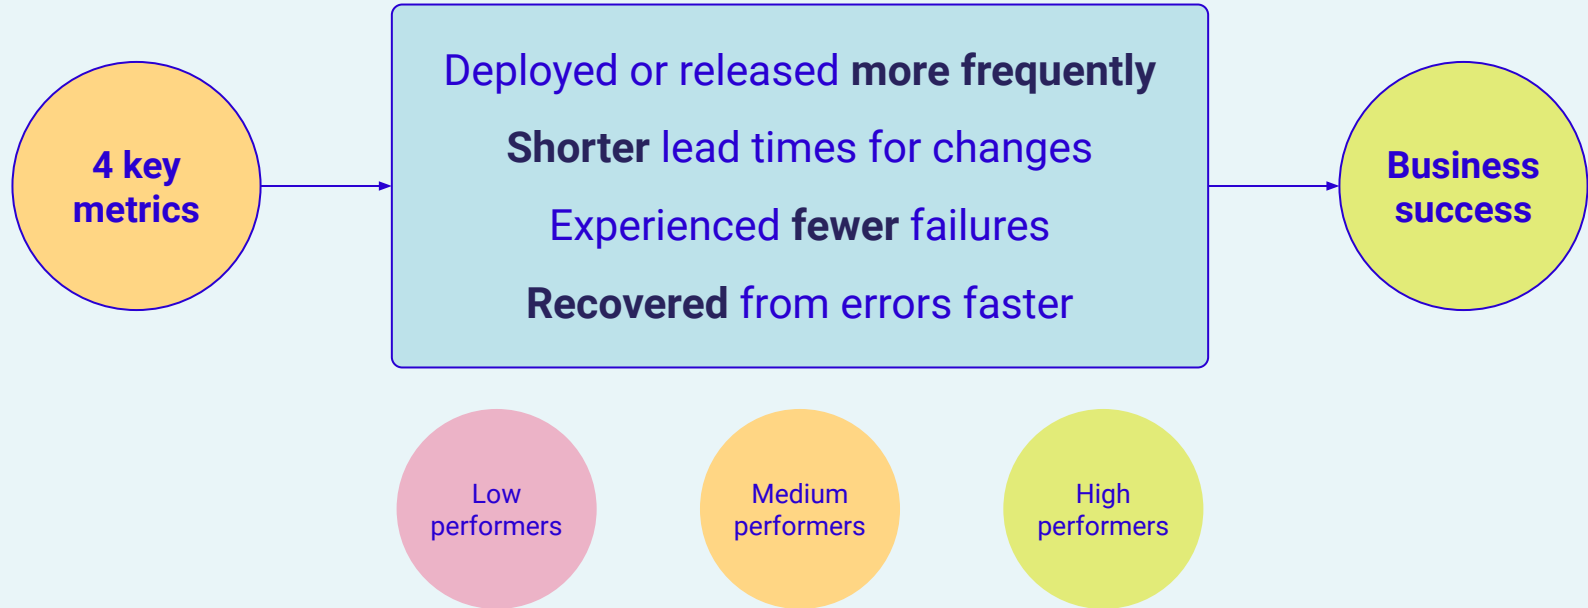 4 key
metrics
Deployed or released more frequently
Shorter lead times for changes
Experienced fewer failures
Recovered from errors faster
Business
success
Low
performers
Medium
performers
High
performers